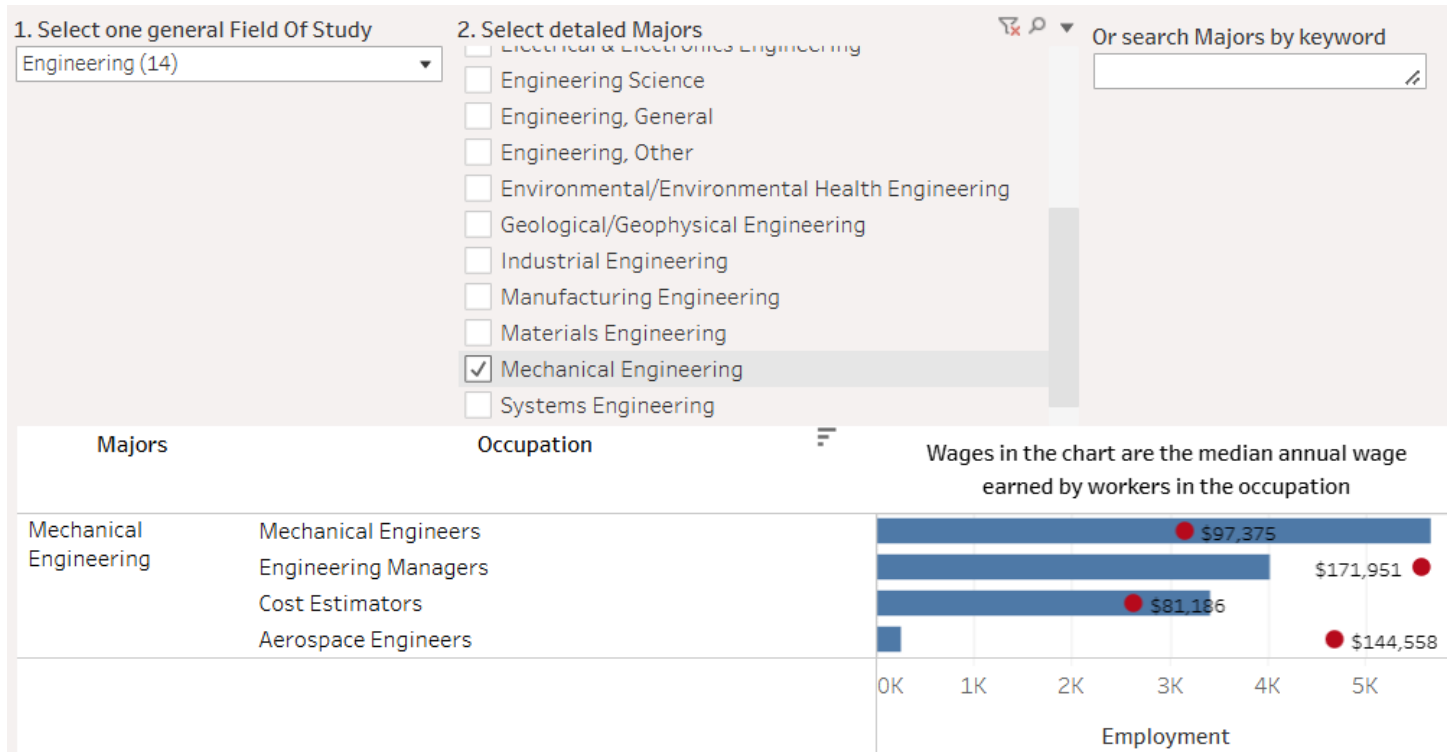 1. Select one general Field Of Study
Engineering (14)
2. Select detaled Majors
Electrical & Electronics Engineering
Engineering Science
Engineering, General
Engineering, Other
Environmental/Environmental Health Engineering
Geological/Geophysical Engineering
Industrial Engineering
Manufacturing Engineering
Materials Engineering
Mechanical Engineering
Systems Engineering
Or search Majors by keyword
Majors
Occupation
Wages in the chart are the median annual wage
earned by workers in the occupation
Mechanical
Engineering
Mechanical Engineers
$97,375
Engineering Managers
$171,951
Cost Estimators
$81,186
Aerospace Engineers
$144,558
0K 1K 2K 3K 4K 5K
Employment